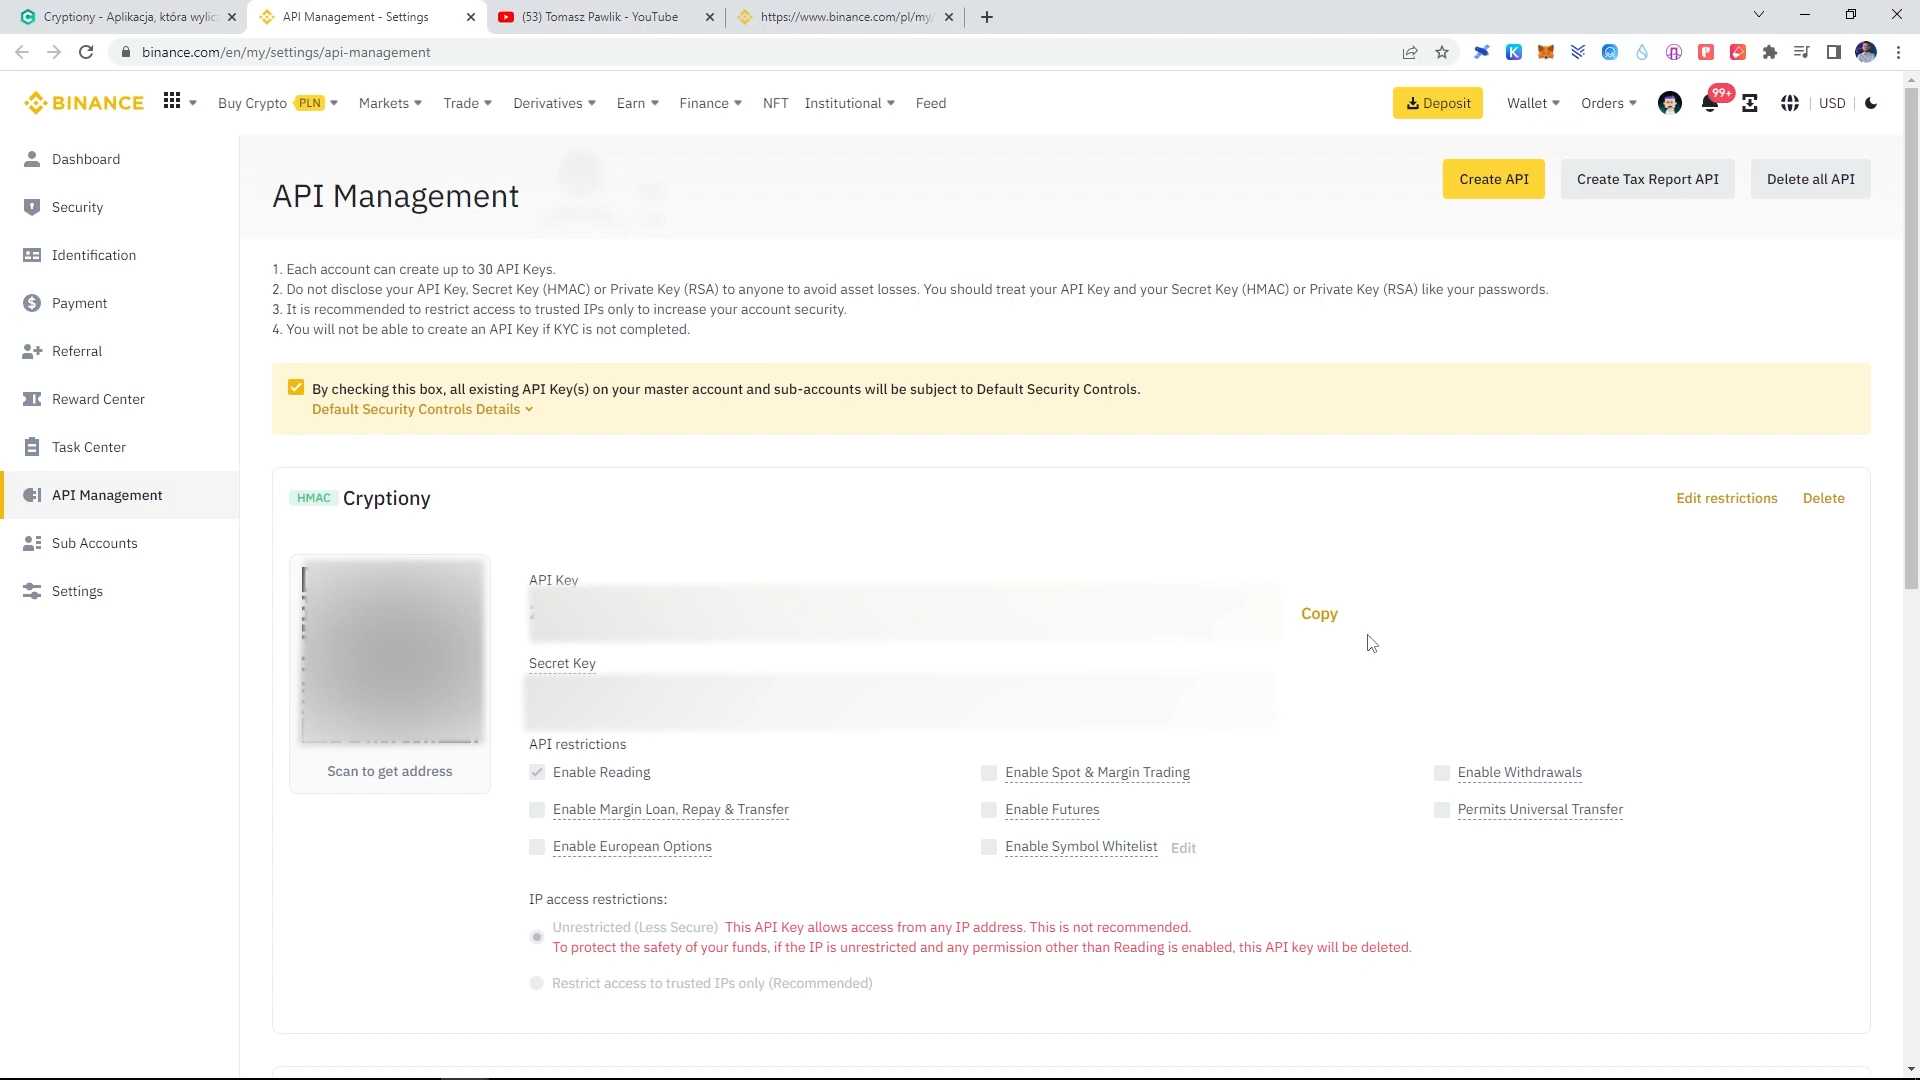 Cryptiony - Aplikacja, która wylic
API Management - Settings
(53) Tomasz Pawlik - YouTube
https://www.binance.com/pl/my/
binance.com/en/my/settings/api-management
BINANCE
Buy Crypto PLN
Markets
Trade
Derivatives
Earn
Finance
NFT
Institutional
Feed
Deposit
Wallet
Orders
99+
USD
Dashboard
Security
Identification
Payment
Referral
Reward Center
Task Center
API Management
Sub Accounts
Settings
API Management
Create API
Create Tax Report API
Delete all API
1. Each account can create up to 30 API Keys.
2. Do not disclose your API Key, Secret Key (HMAC) or Private Key (RSA) to anyone to avoid asset losses. You should treat your API Key and your Secret Key (HMAC) or Private Key (RSA) like your passwords.
3. It is recommended to restrict access to trusted IPs only to increase your account security.
4. You will not be able to create an API Key if KYC is not completed.
By checking this box, all existing API Key(s) on your master account and sub-accounts will be subject to Default Security Controls.
Default Security Controls Details
HMAC Cryptiony
Edit restrictions
Delete
Scan to get address
API Key
Copy
Secret Key
API restrictions
Enable Reading
Enable Spot & Margin Trading
Enable Withdrawals
Enable Margin Loan, Repay & Transfer
Enable Futures
Permits Universal Transfer
Enable European Options
Enable Symbol Whitelist Edit
IP access restrictions:
Unrestricted (Less Secure) This API Key allows access from any IP address. This is not recommended.
To protect the safety of your funds, if the IP is unrestricted and any permission other than Reading is enabled, this API key will be deleted.
Restrict access to trusted IPs only (Recommended)